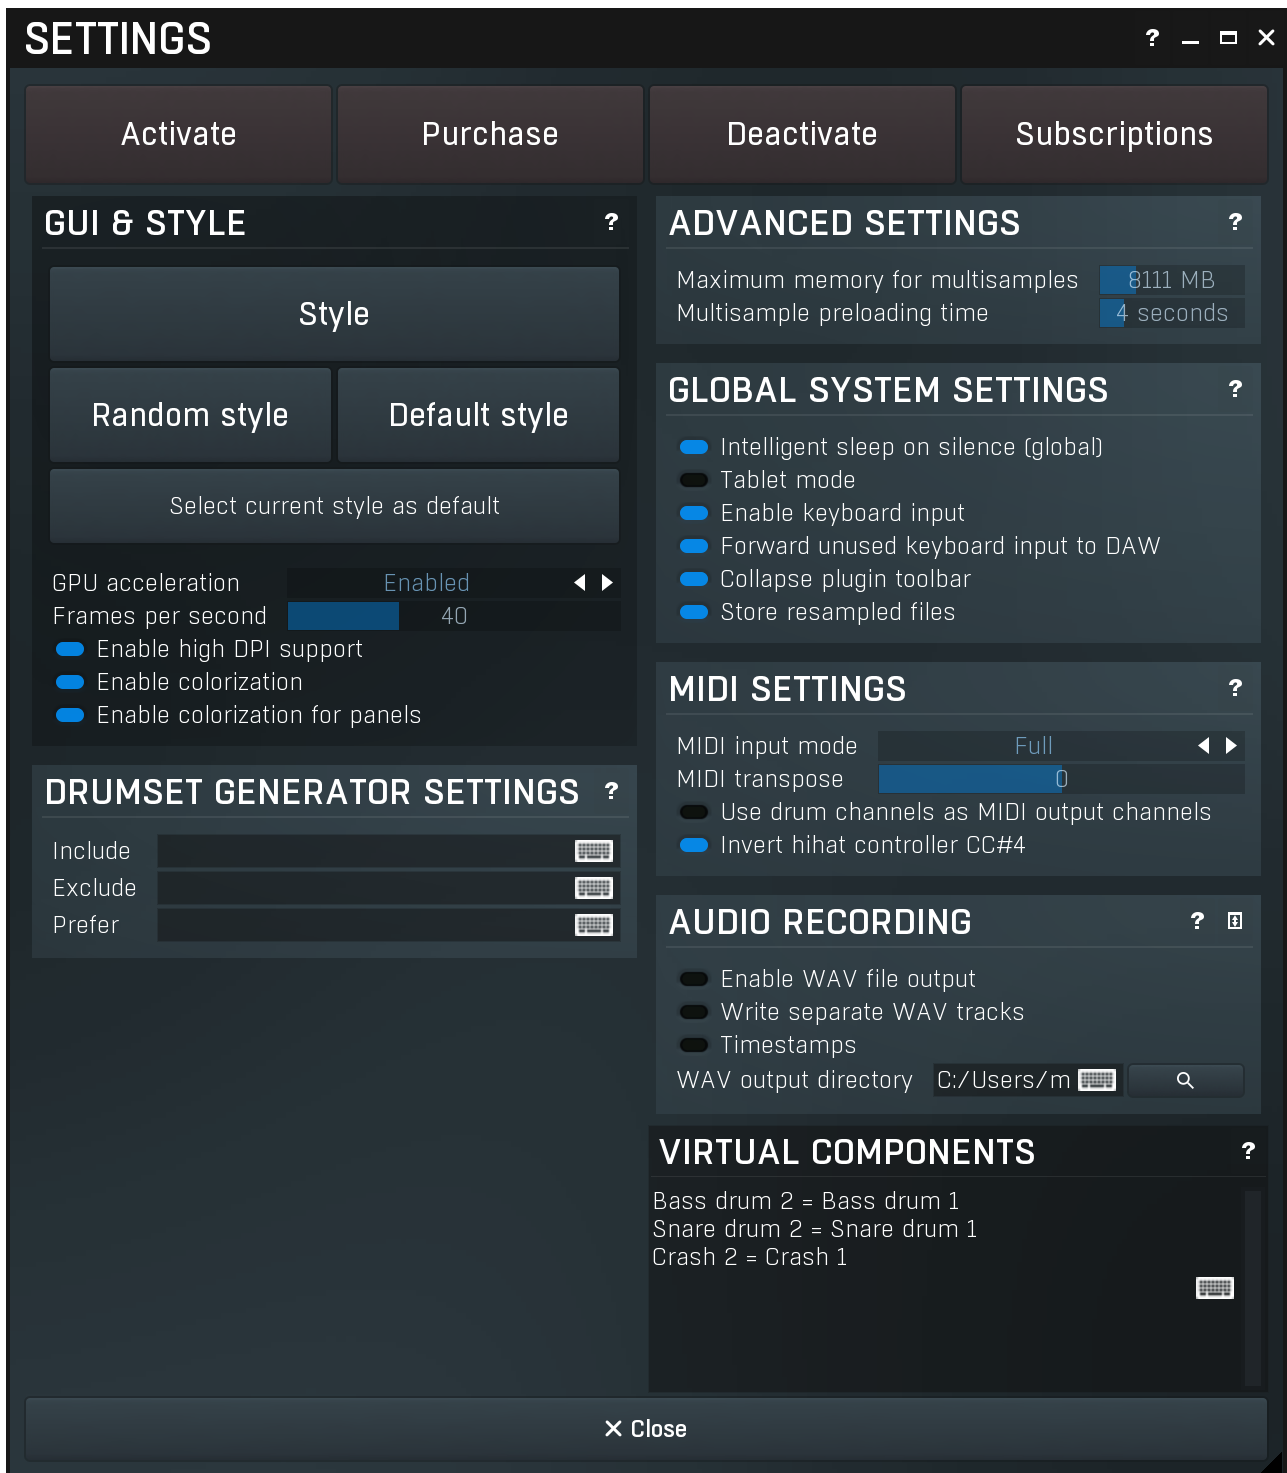 SETTINGS
?
Activate
Purchase
Deactivate
Subscriptions
GUI & STYLE
?
Style
Random style
Default style
Select current style as default
GPU acceleration Enabled
Frames per second 40
Enable high DPI support
Enable colorization
Enable colorization for panels
DRUMSET GENERATOR SETTINGS
?
Include
Exclude
Prefer
ADVANCED SETTINGS
?
Maximum memory for multisamples 8111 MB
Multisample preloading time 4 seconds
GLOBAL SYSTEM SETTINGS
?
Intelligent sleep on silence (global)
Tablet mode
Enable keyboard input
Forward unused keyboard input to DAW
Collapse plugin toolbar
Store resampled files
MIDI SETTINGS
?
MIDI input mode Full
MIDI transpose 0
Use drum channels as MIDI output channels
Invert hihat controller CC#4
AUDIO RECORDING
?
Enable WAV file output
Write separate WAV tracks
Timestamps
WAV output directory C:/Users/m
VIRTUAL COMPONENTS
?
Bass drum 2 = Bass drum 1
Snare drum 2 = Snare drum 1
Crash 2 = Crash 1
Close